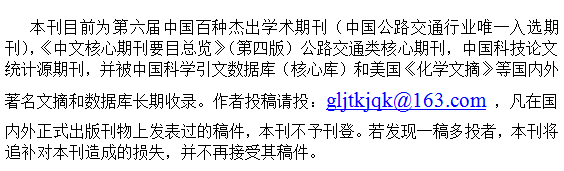 本刊目前为第六届中国百种杰出学术期刊（中国公路交通行业唯一入选期
刊），《中文核心期刊要目总览》（第四版）公路交通类核心期刊，中国科技论文
统计源期刊，并被中国科学引文数据库（核心库）和美国《化学文摘》等国内外
著名文摘和数据库长期收录。作者投稿请投：gljtkjqk@163.com ，凡在国
内外正式出版刊物上发表过的稿件，本刊不予刊登。若发现一稿多投者，本刊将
追补对本刊造成的损失，并不再接受其稿件。